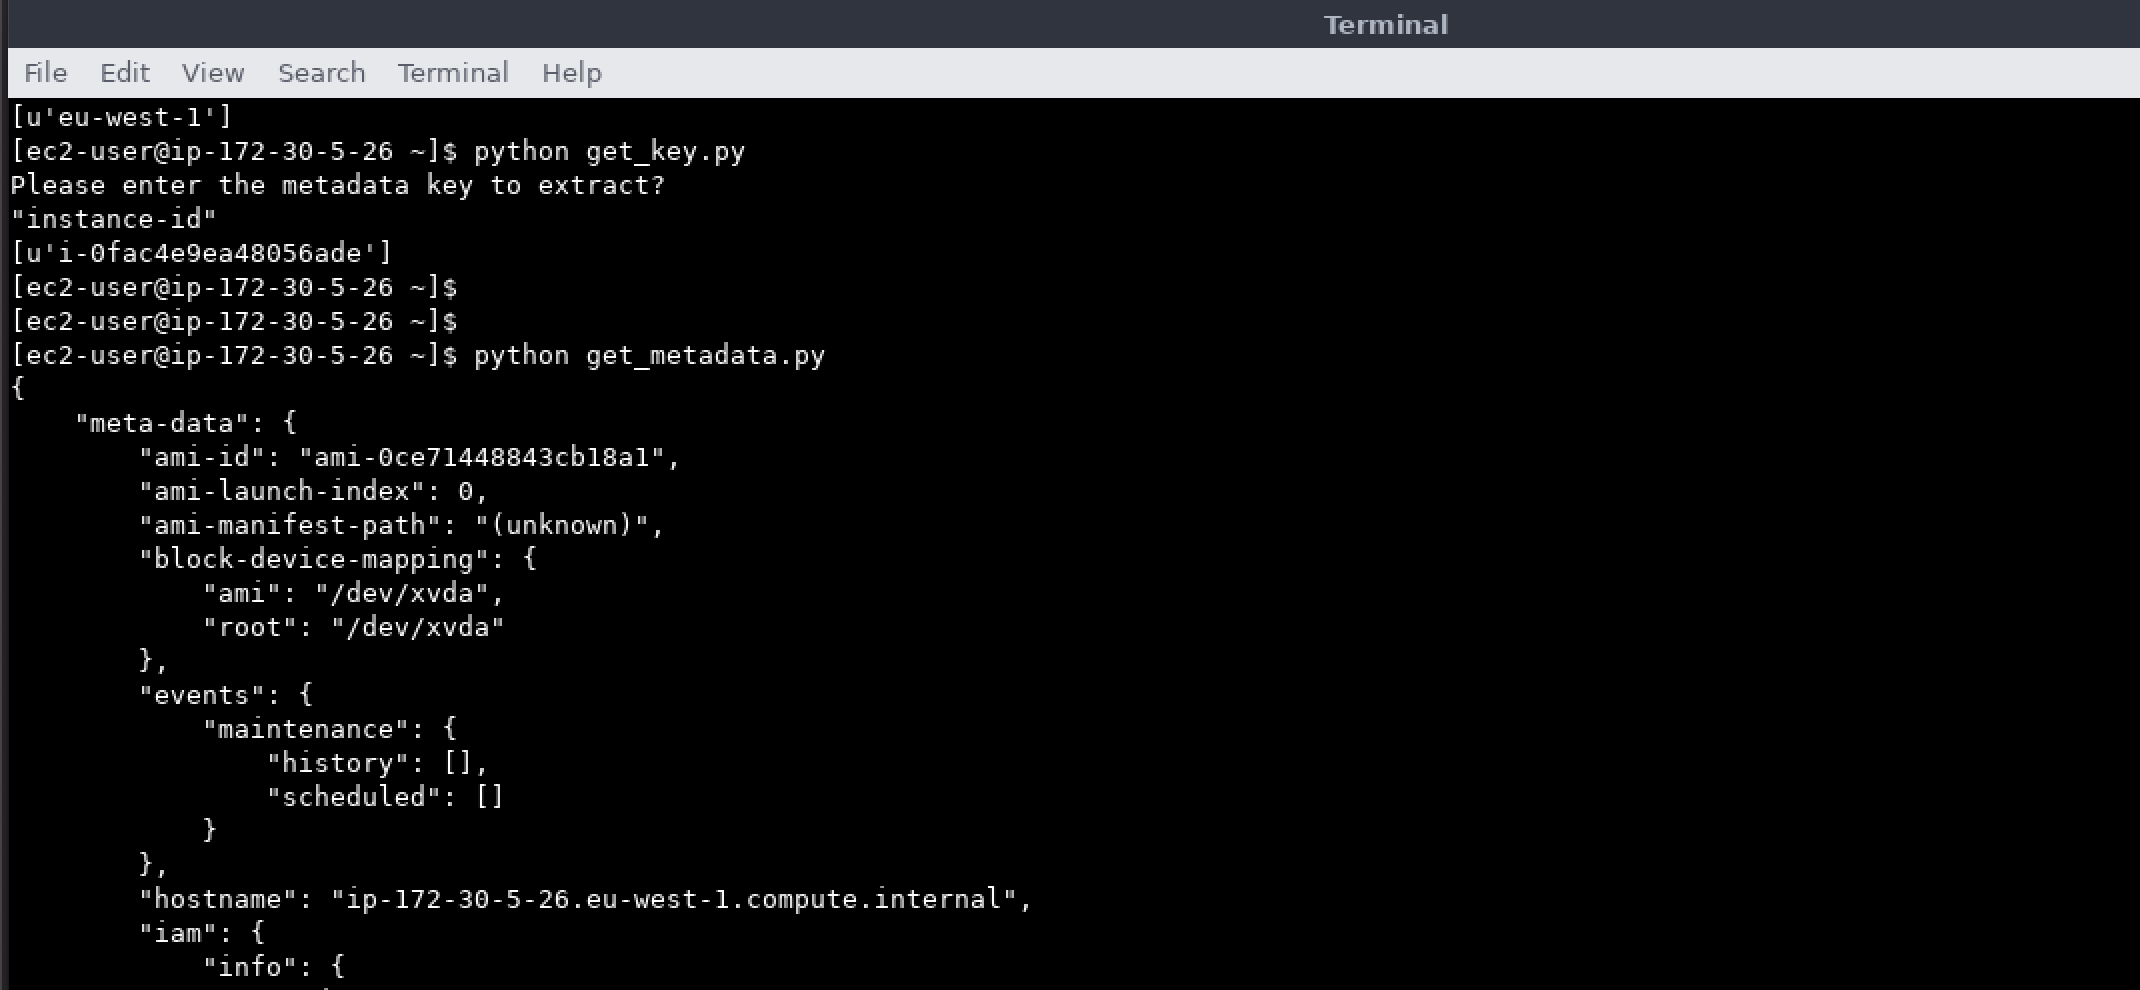 Terminal
File Edit View Search Terminal Help
[u'eu-west-1']
[ec2-user@ip-172-30-5-26 ~]$ python get_key.py
Please enter the metadata key to extract?
"instance-id"
[u'i-0fac4e9ea48056ade']
[ec2-user@ip-172-30-5-26 ~]$
[ec2-user@ip-172-30-5-26 ~]$
[ec2-user@ip-172-30-5-26 ~]$ python get_metadata.py
{
    "meta-data": {
        "ami-id": "ami-0ce71448843cb18a1",
        "ami-launch-index": 0,
        "ami-manifest-path": "(unknown)",
        "block-device-mapping": {
            "ami": "/dev/xvda",
            "root": "/dev/xvda"
        },
        "events": {
            "maintenance": {
                "history": [],
                "scheduled": []
            }
        },
        "hostname": "ip-172-30-5-26.eu-west-1.compute.internal",
        "iam": {
            "info": {